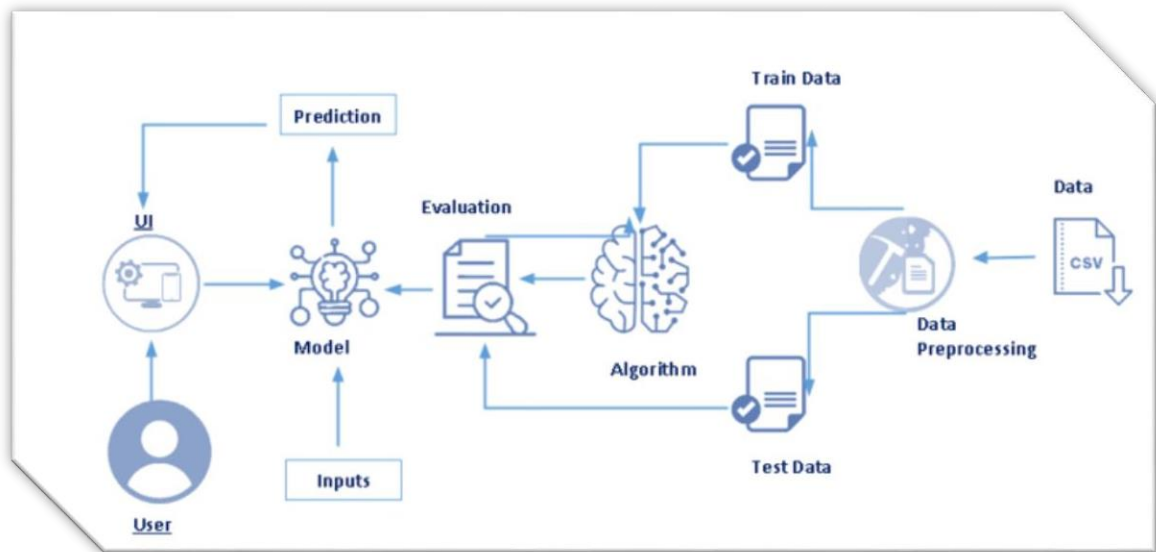 Train Data
Prediction
Data
Evaluation
UI
CSV
Data
Preprocessing
Model
Algorithm
Test Data
Inputs
User